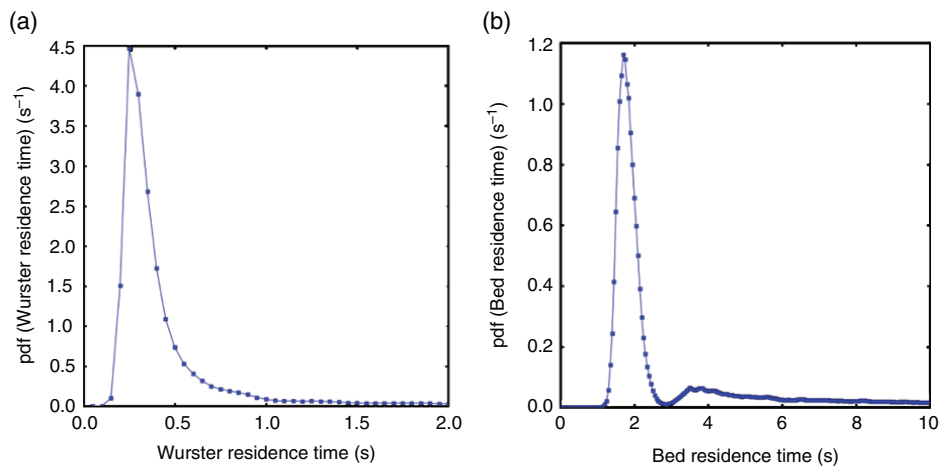 (a)
4.5
4.0
3.5
3.0
2.5
2.0
1.5
1.0
0.5
0.0
pdf (Wurster residence time) (s⁻¹)
0.0 0.5 1.0 1.5 2.0
Wurster residence time (s)
(b)
1.2
1.0
0.8
0.6
0.4
0.2
0.0
pdf (Bed residence time) (s⁻¹)
0 2 4 6 8 10
Bed residence time (s)